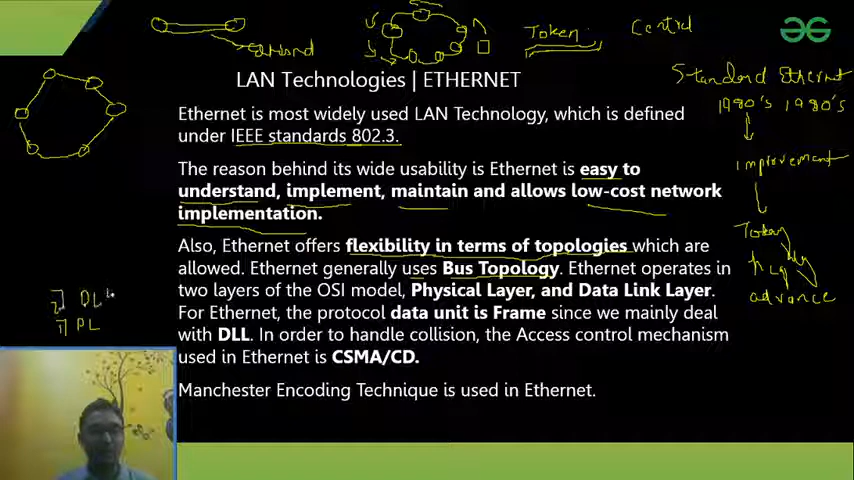 Token
Control
LAN Technologies | ETHERNET
Standard Ethernet
1990's 1980's
Ethernet is most widely used LAN Technology, which is defined
under IEEE standards 802.3.
Improvement
The reason behind its wide usability is Ethernet is easy to
understand, implement, maintain and allows low-cost network
implementation.
Token
Also, Ethernet offers flexibility in terms of topologies which are
allowed. Ethernet generally uses Bus Topology. Ethernet operates in
two layers of the OSI model, Physical Layer, and Data Link Layer.
advance
2] DLL
1] PL
For Ethernet, the protocol data unit is Frame since we mainly deal
with DLL. In order to handle collision, the Access control mechanism
used in Ethernet is CSMA/CD.
Manchester Encoding Technique is used in Ethernet.